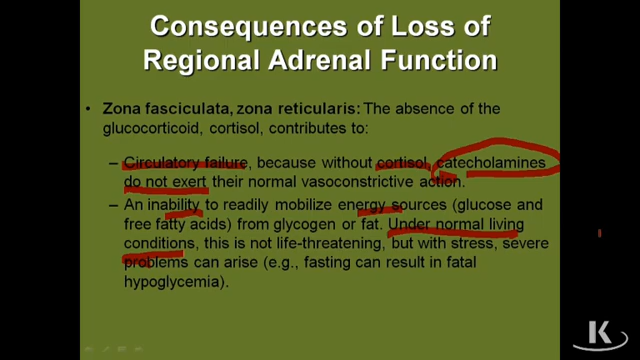 Consequences of Loss of
Regional Adrenal Function
• Zona fasciculata, zona reticularis: The absence of the
glucocorticoid, cortisol, contributes to:
– Circulatory failure, because without cortisol, catecholamines
do not exert their normal vasoconstrictive action.
– An inability to readily mobilize energy sources (glucose and
free fatty acids) from glycogen or fat. Under normal living
conditions, this is not life-threatening, but with stress, severe
problems can arise (e.g., fasting can result in fatal
hypoglycemia).
K